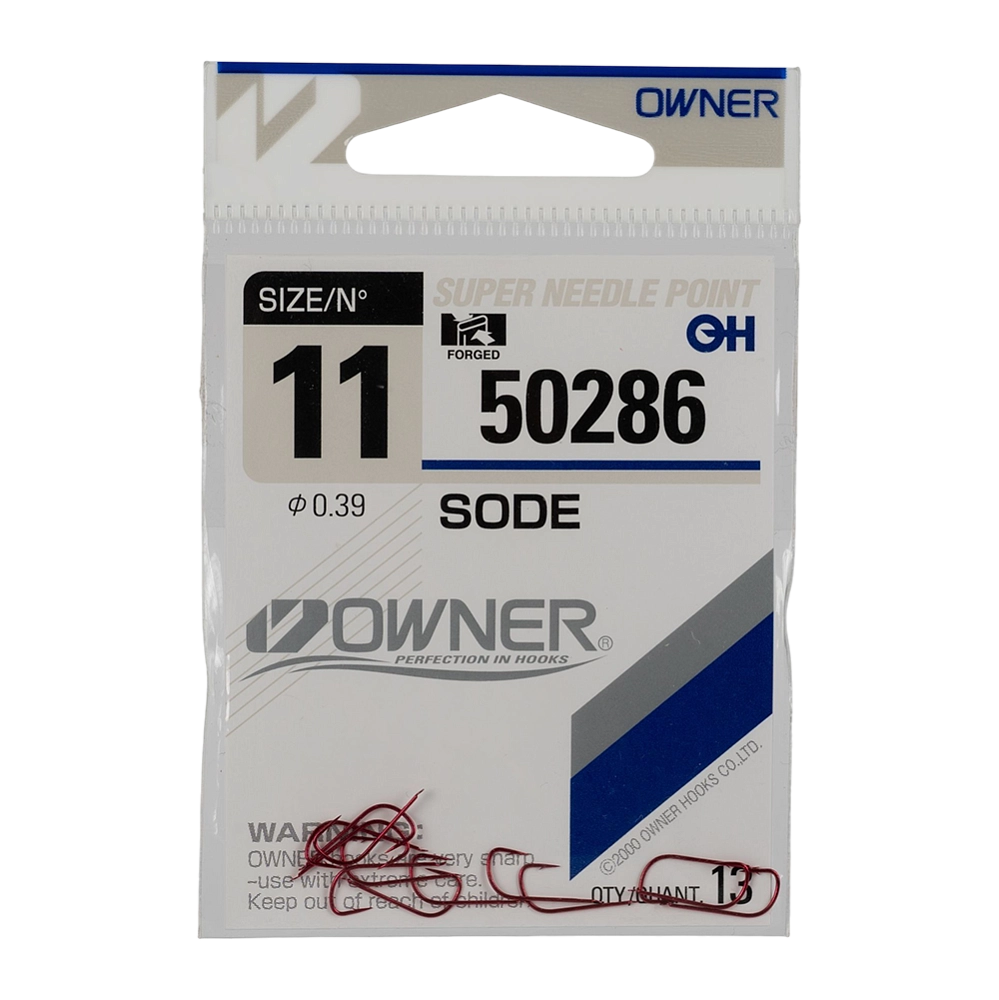 OWNER
SIZE/Nº
SUPER NEEDLE POINT
11
FORGED
50286
φ 0.39
SODE
OWNER®
PERFECTION IN HOOKS
©2000 OWNER HOOKS CO.,LTD.
WARNING:
OWNER hooks are very sharp
~use with extreme care.
Keep out of reach of children.
QTY/QUANT. 13